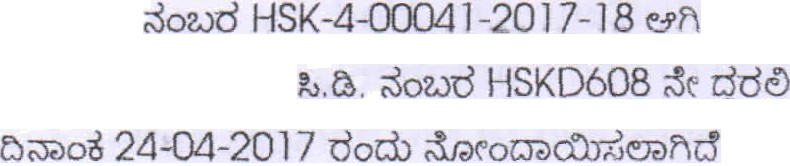 ನಂಬರ HSK-4-00041-2017-18 ಆಗಿ
ಸಿ.ಡಿ. ನಂಬರ HSKD608 ನೇ ದರಲಿ
ದಿನಾಂಕ 24-04-2017 ರಂದು ನೋಂದಾಯಿಸಲಾಗಿದೆ